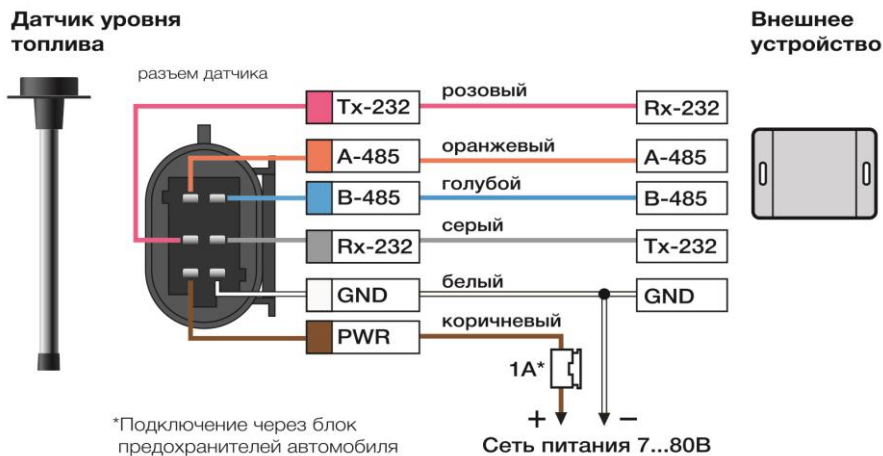 Датчик уровня
топлива
Внешнее
устройство
разъем датчика
Tx-232 розовый Rx-232
A-485 оранжевый A-485
B-485 голубой B-485
Rx-232 серый Tx-232
GND белый GND
PWR коричневый
1А*
+ −
*Подключение через блок
предохранителей автомобиля
Сеть питания 7...80В